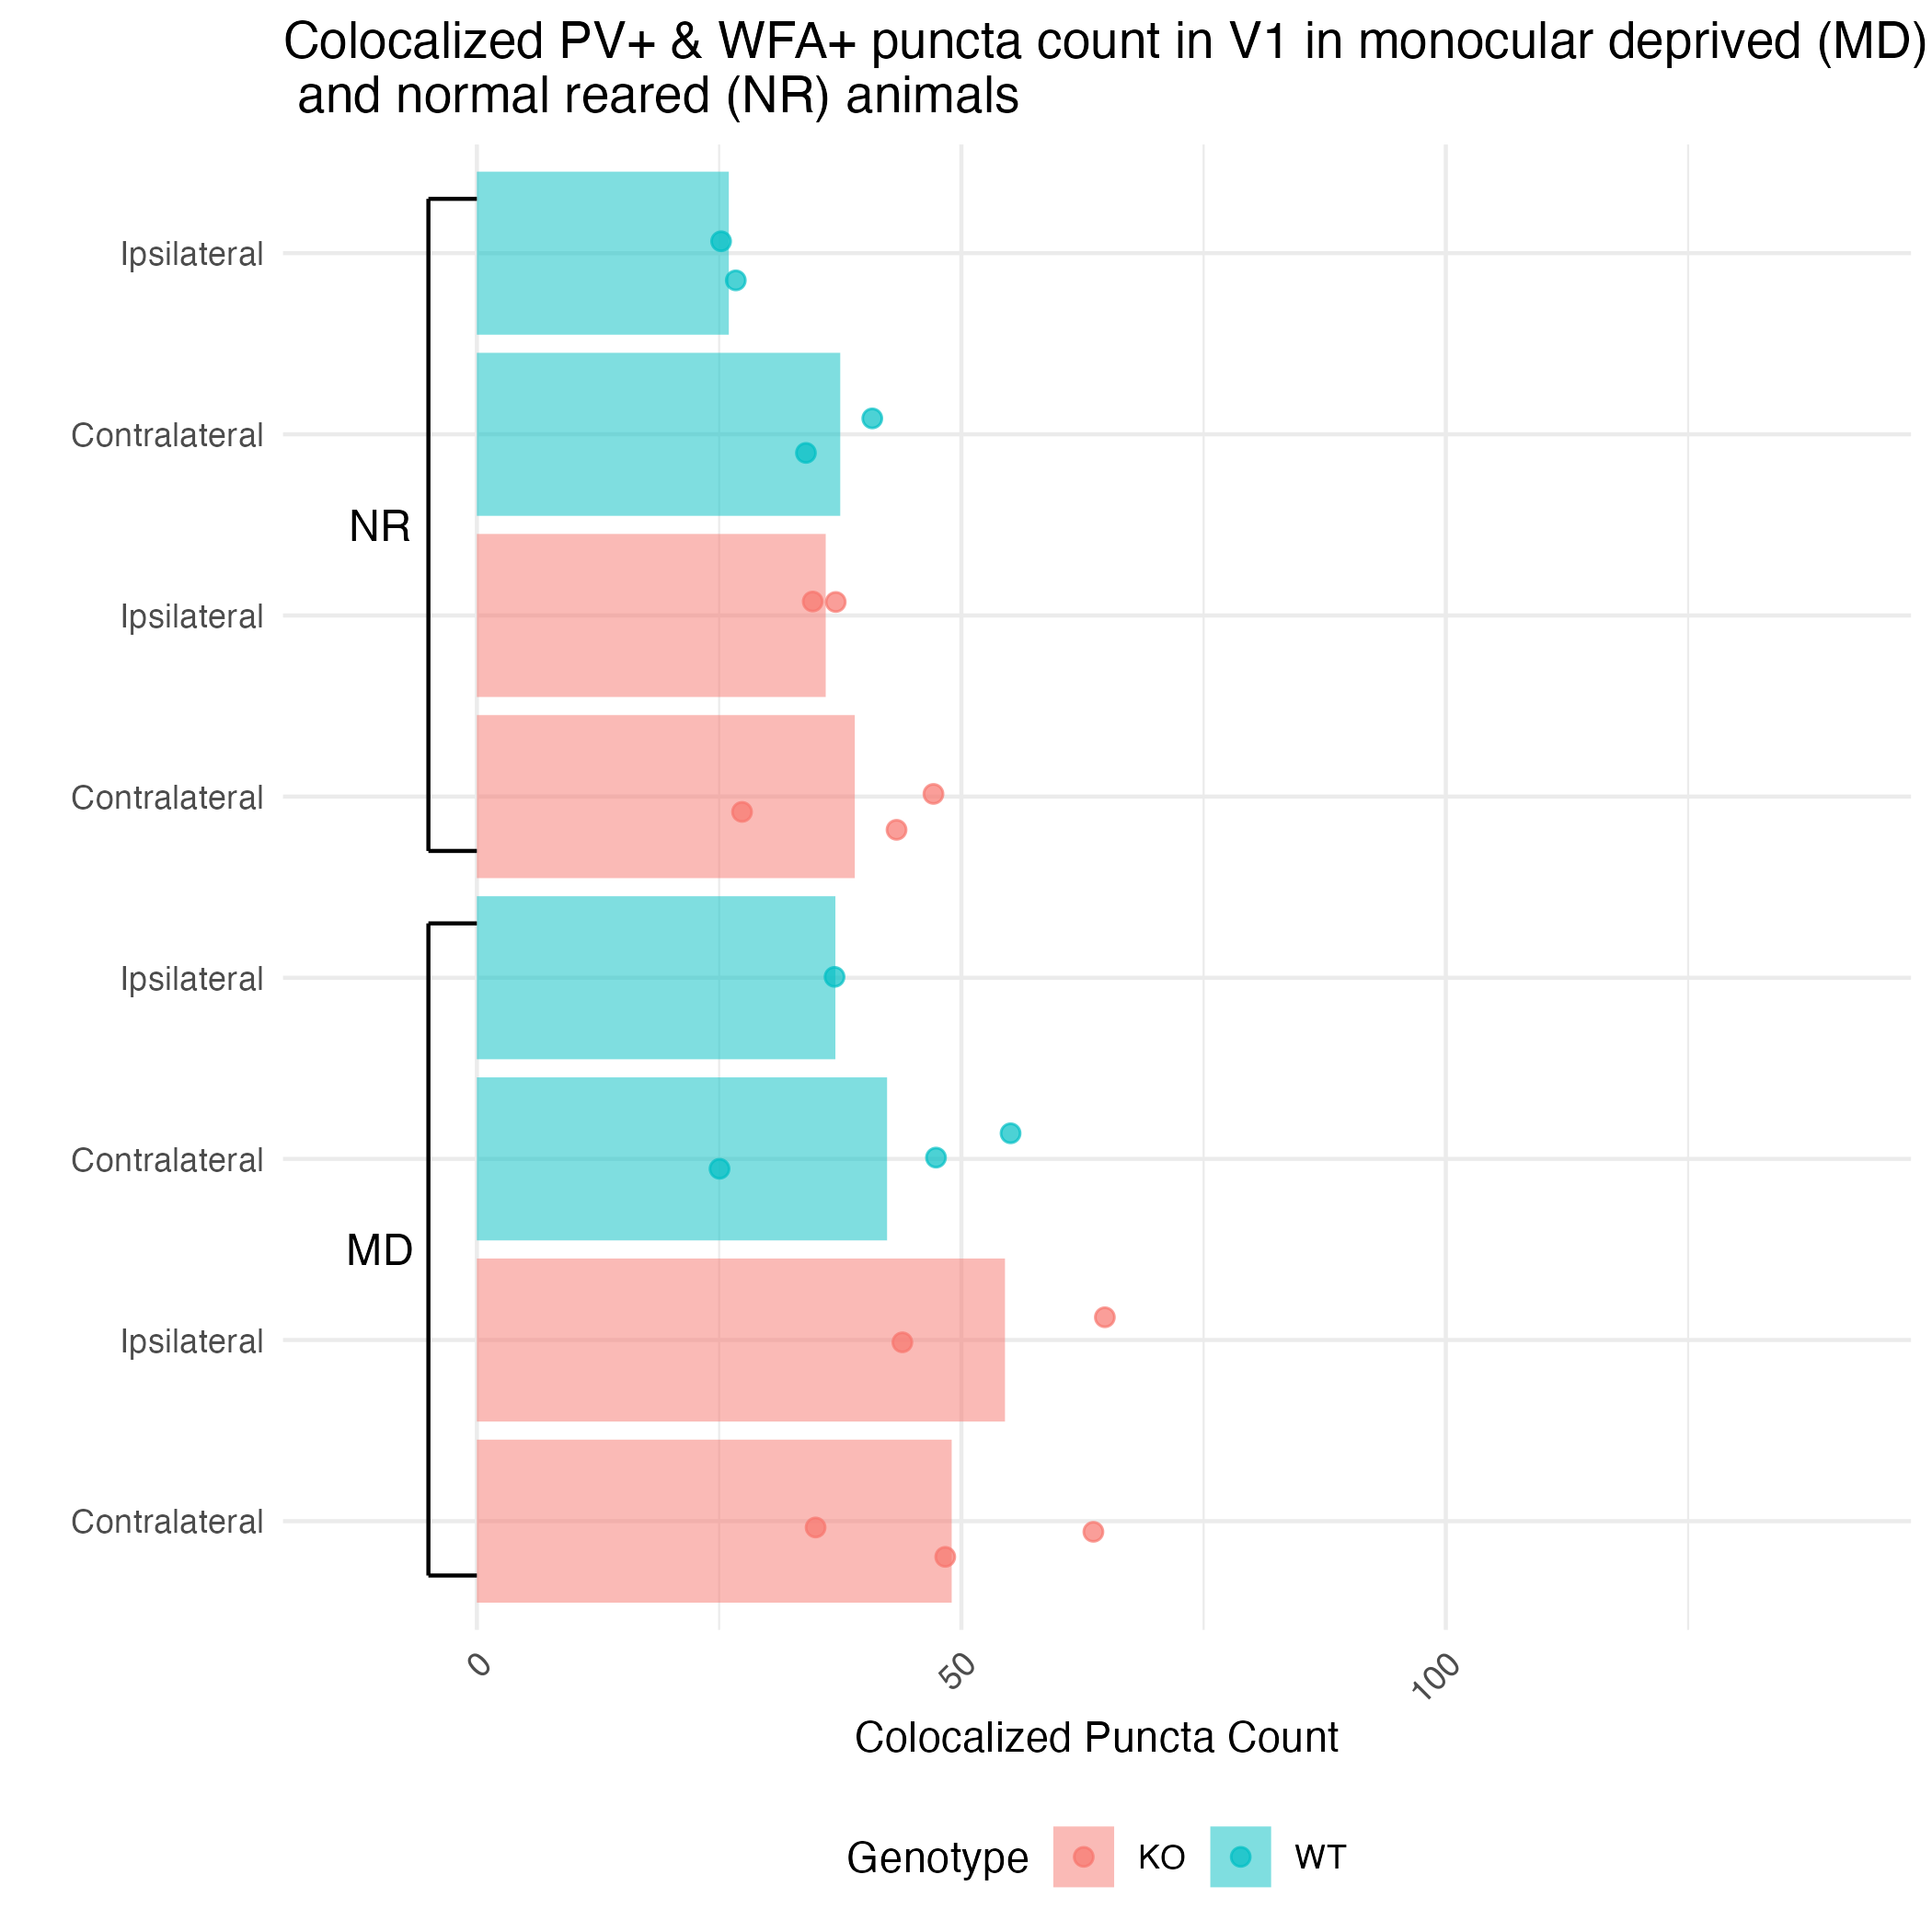 Colocalized PV+ & WFA+ puncta count in V1 in monocular deprived (MD)
and normal reared (NR) animals
Ipsilateral
Contralateral
NR
Ipsilateral
Contralateral
Ipsilateral
Contralateral
MD
Ipsilateral
Contralateral
0
50
100
Colocalized Puncta Count
Genotype KO WT